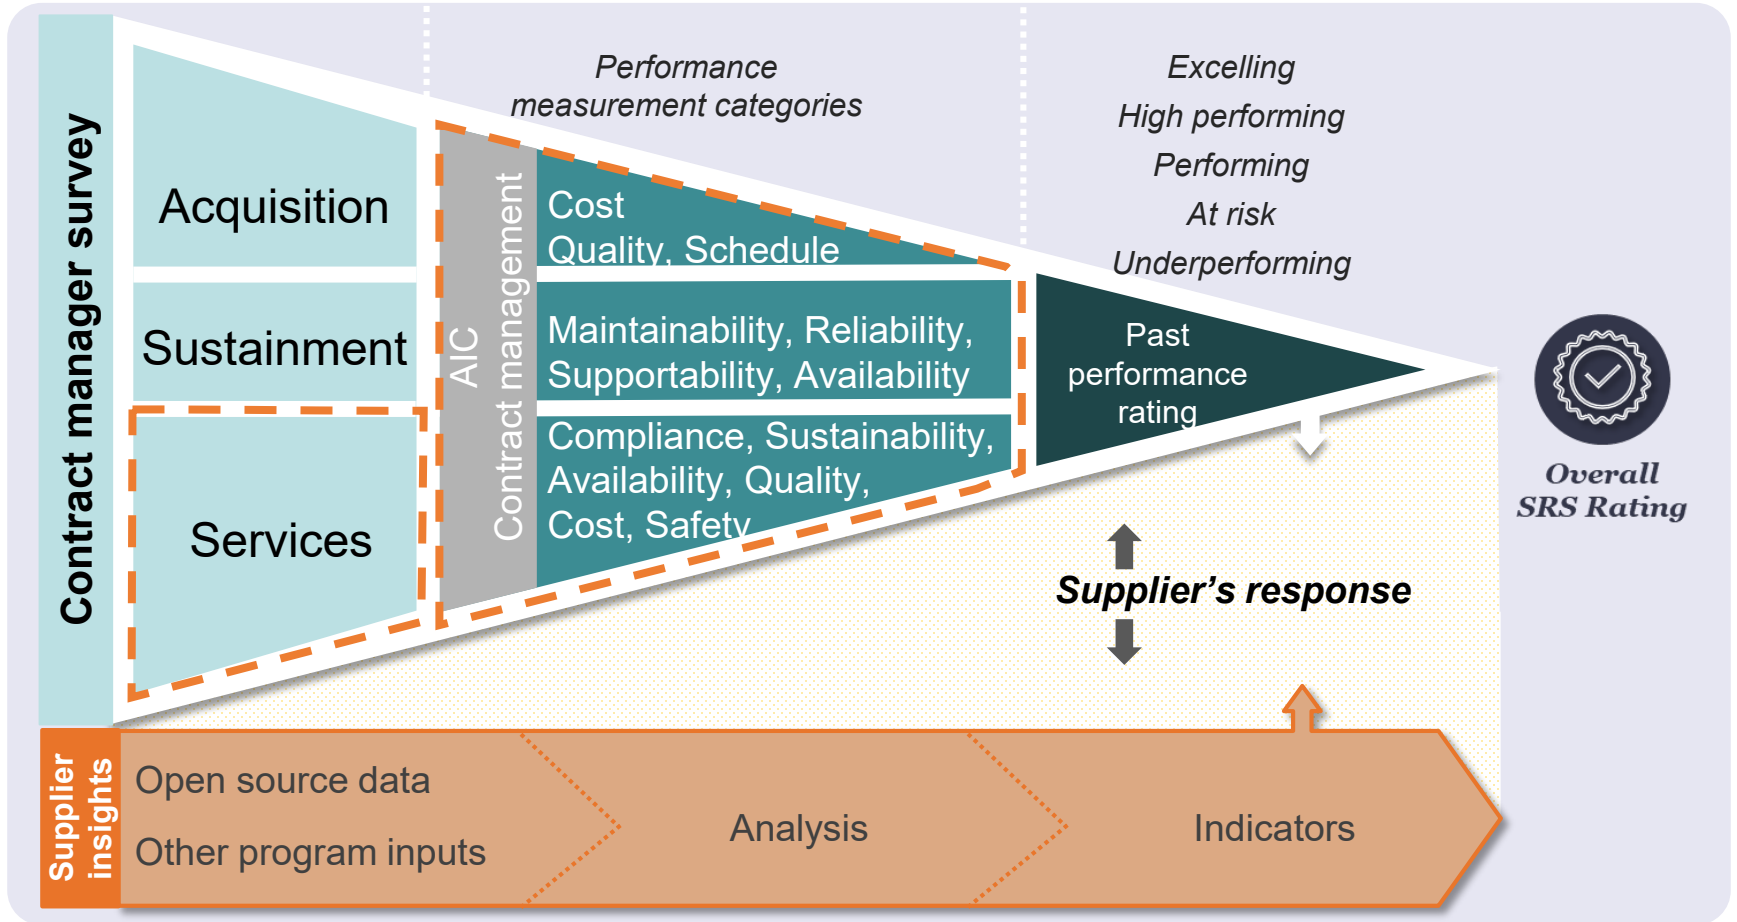 Contract manager survey
Acquisition
Sustainment
Services
Performance
measurement categories
AIC
Contract management
Cost
Quality, Schedule
Maintainability, Reliability,
Supportability, Availability
Compliance, Sustainability,
Availability, Quality,
Cost, Safety
Excelling
High performing
Performing
At risk
Underperforming
Past
performance
rating
Overall
SRS Rating
Supplier’s response
Supplier
insights
Open source data
Other program inputs
Analysis
Indicators